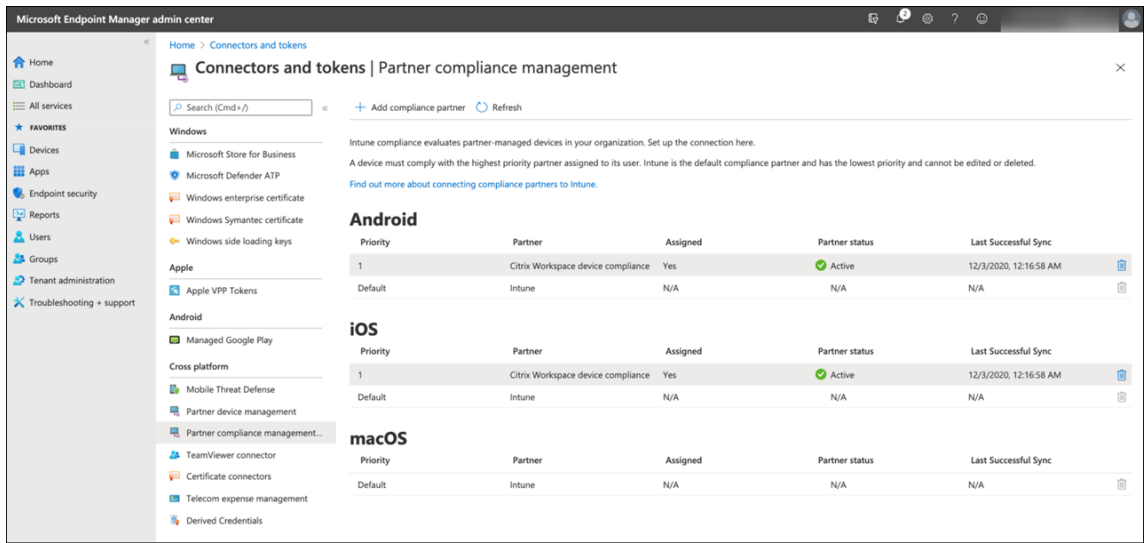 Microsoft Endpoint Manager admin center
2
Home
Dashboard
All services
FAVORITES
Devices
Apps
Endpoint security
Reports
Users
Groups
Tenant administration
Troubleshooting + support
Home > Connectors and tokens
Connectors and tokens | Partner compliance management
Search (Cmd+/)
Windows
Microsoft Store for Business
Microsoft Defender ATP
Windows enterprise certificate
Windows Symantec certificate
Windows side loading keys
Apple
Apple VPP Tokens
Android
Managed Google Play
Cross platform
Mobile Threat Defense
Partner device management
Partner compliance management...
TeamViewer connector
Certificate connectors
Telecom expense management
Derived Credentials
Add compliance partner Refresh
Intune compliance evaluates partner-managed devices in your organization. Set up the connection here.
A device must comply with the highest priority partner assigned to its user. Intune is the default compliance partner and has the lowest priority and cannot be edited or deleted.
Find out more about connecting compliance partners to Intune.
Android
Priority Partner Assigned Partner status Last Successful Sync
1 Citrix Workspace device compliance Yes Active 12/3/2020, 12:16:58 AM
Default Intune N/A N/A N/A
iOS
Priority Partner Assigned Partner status Last Successful Sync
1 Citrix Workspace device compliance Yes Active 12/3/2020, 12:16:58 AM
Default Intune N/A N/A N/A
macOS
Priority Partner Assigned Partner status Last Successful Sync
Default Intune N/A N/A N/A